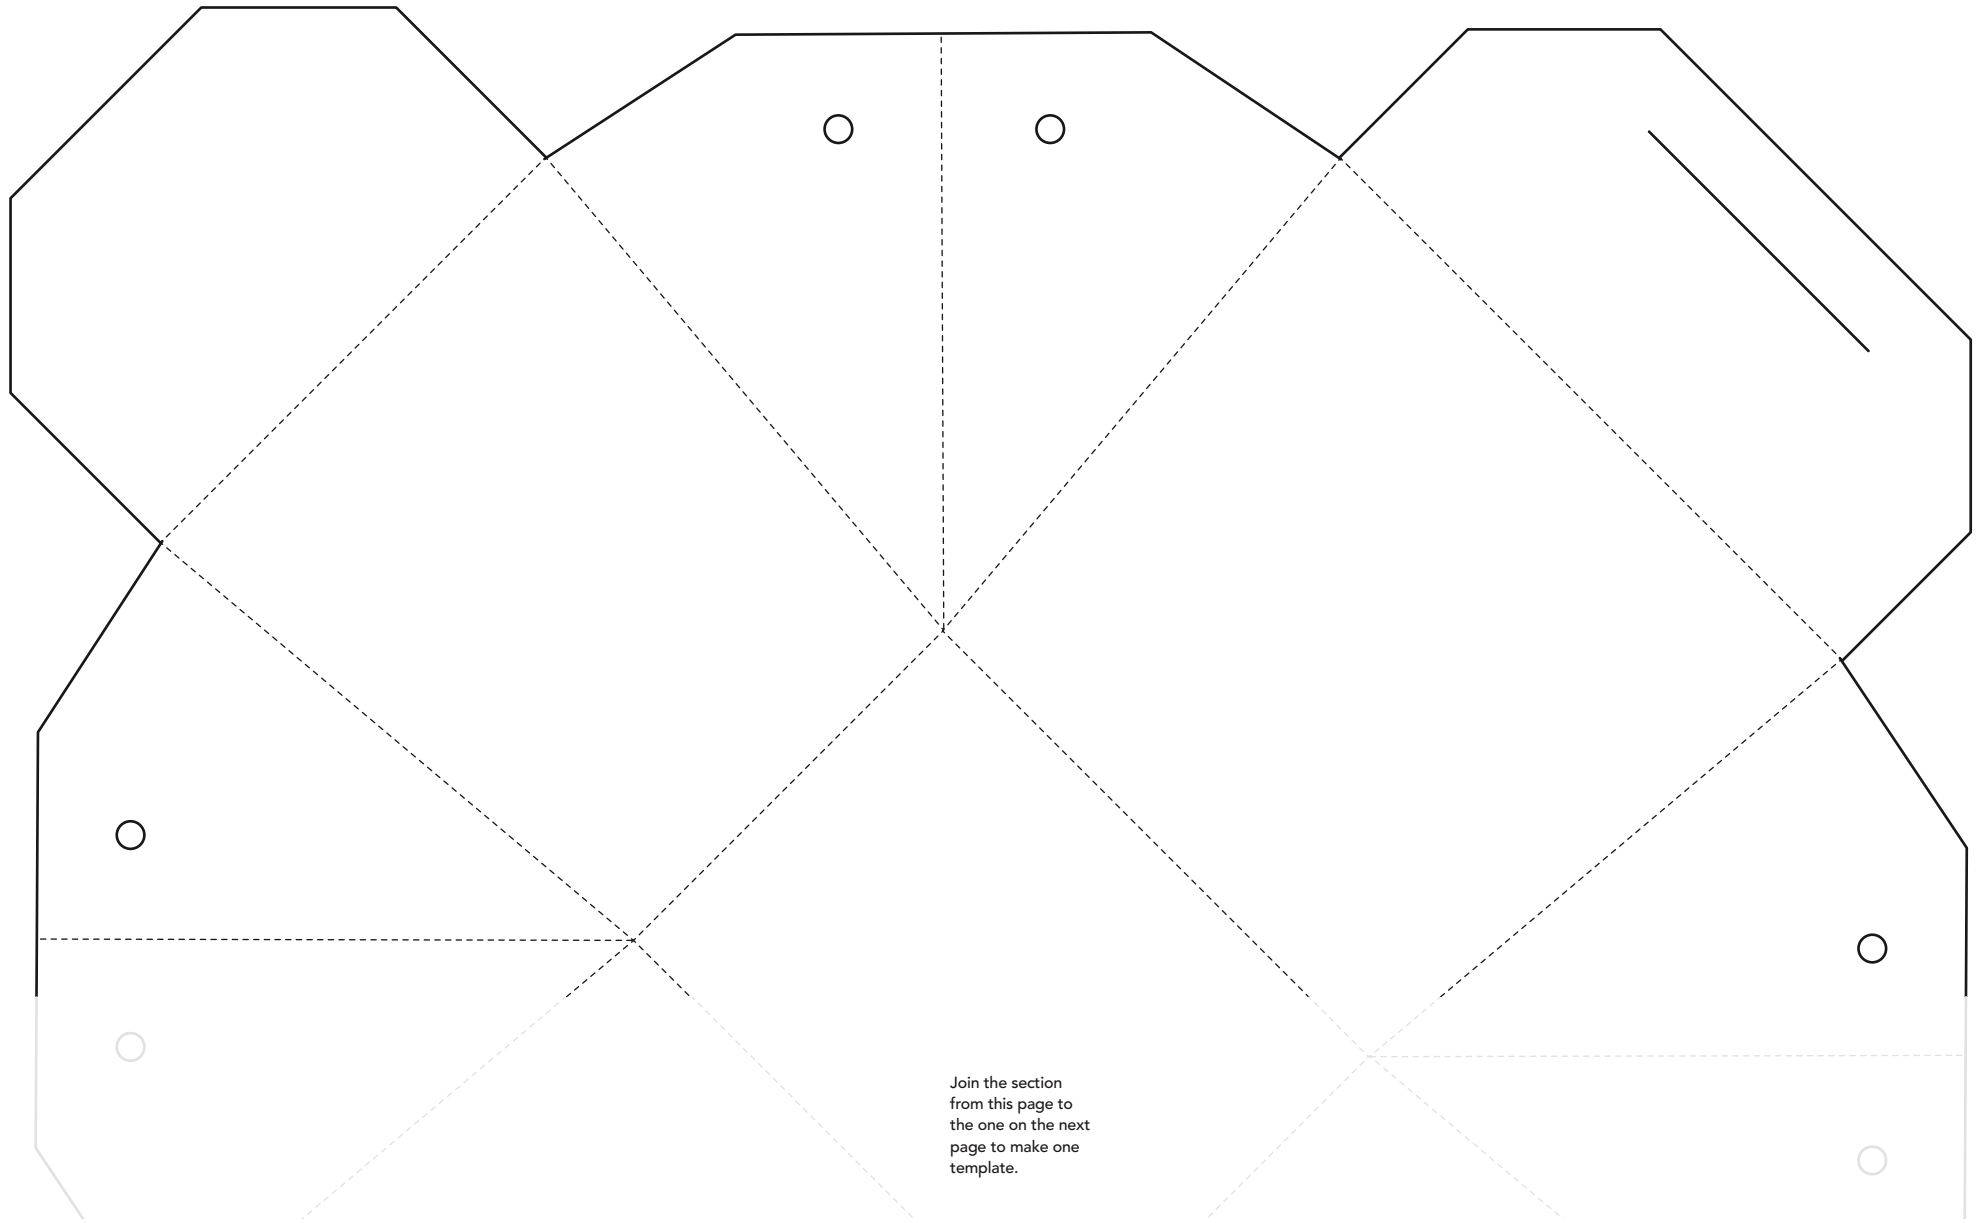 Join the section
from this page to
the one on the next
page to make one
template.